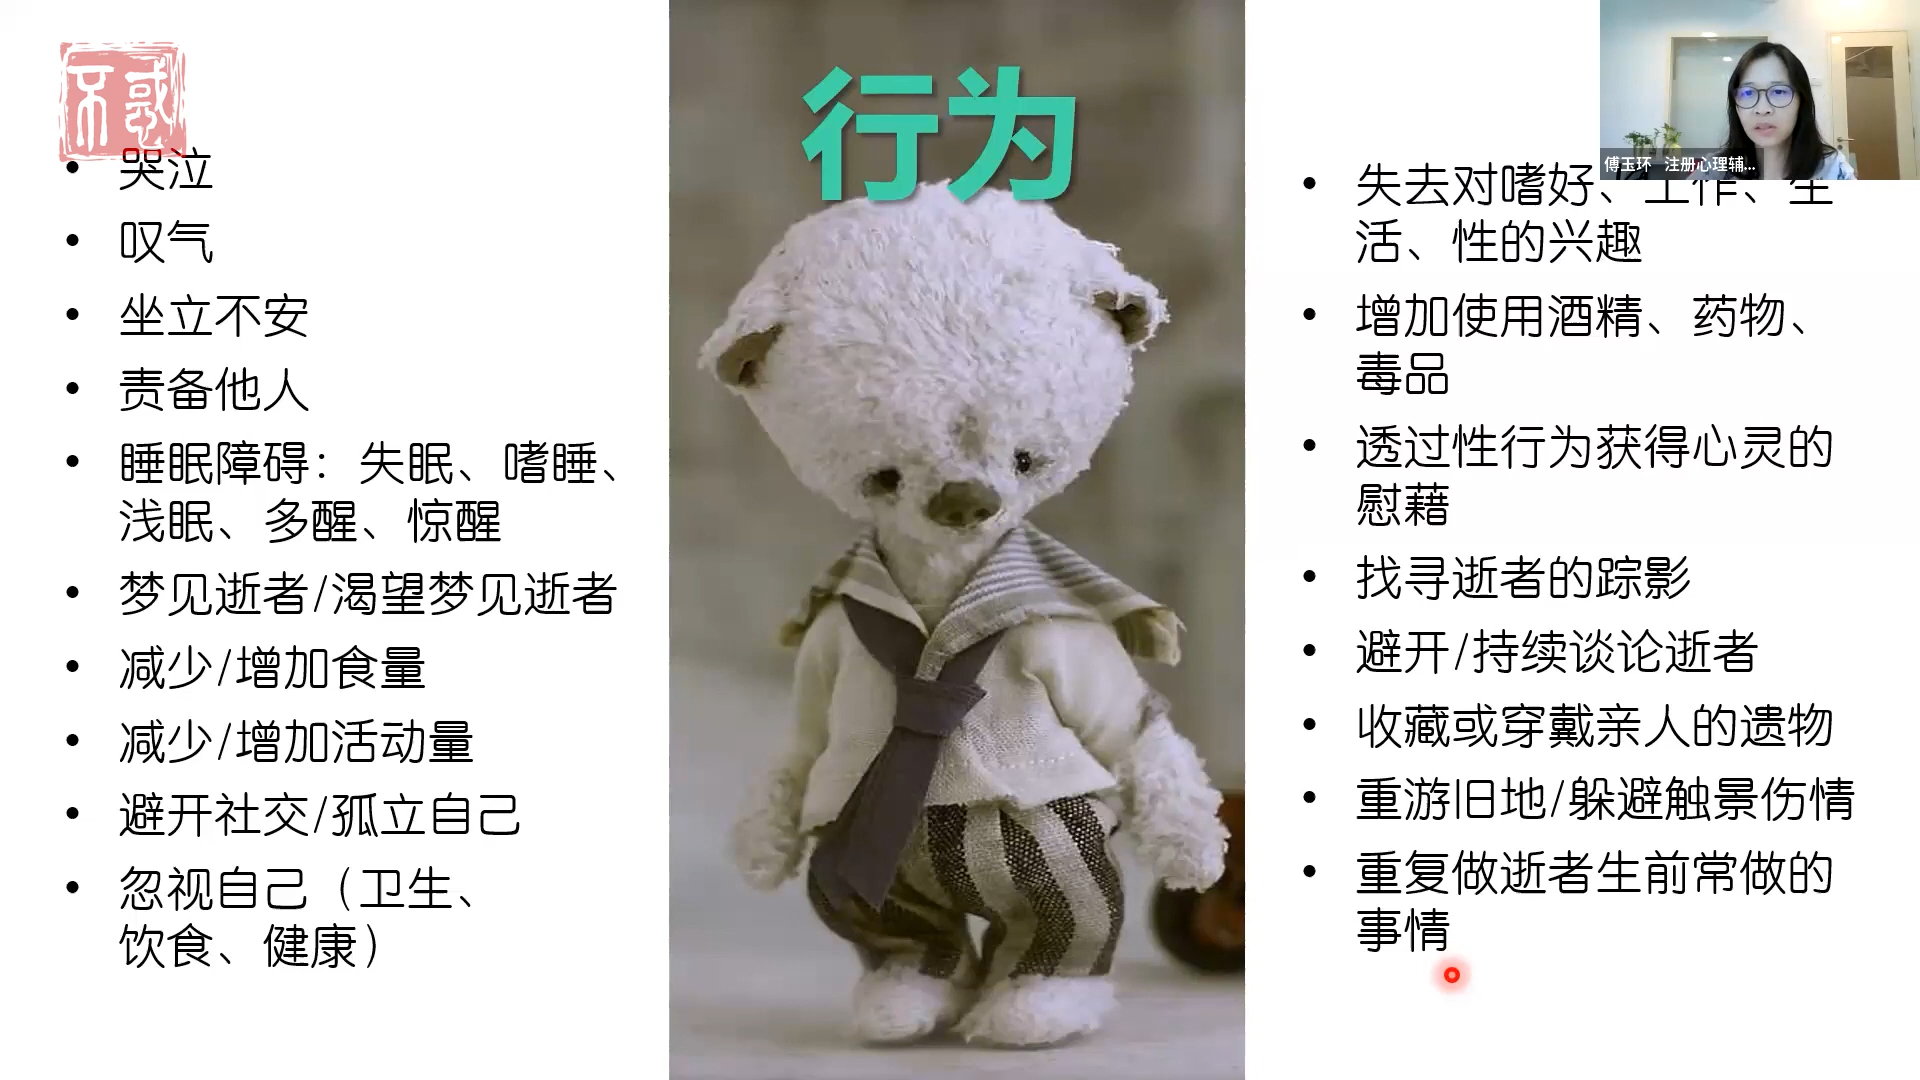 不惑
行为
哭泣
叹气
坐立不安
责备他人
睡眠障碍：失眠、嗜睡、
浅眠、多醒、惊醒
梦见逝者/渴望梦见逝者
减少/增加食量
减少/增加活动量
避开社交/孤立自己
忽视自己（卫生、
饮食、健康）
傅玉环 注册心理辅...
失去对嗜好、工作、生
活、性的兴趣
增加使用酒精、药物、
毒品
透过性行为获得心灵的
慰藉
找寻逝者的踪影
避开/持续谈论逝者
收藏或穿戴亲人的遗物
重游旧地/躲避触景伤情
重复做逝者生前常做的
事情